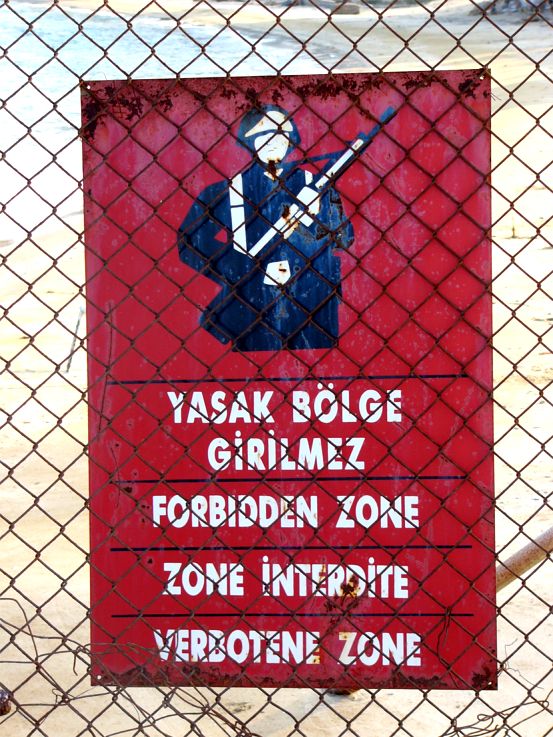 YASAK BÖLGE
GİRİLMEZ
FORBIDDEN ZONE
ZONE İNTERDİTE
VERBOTENE ZONE